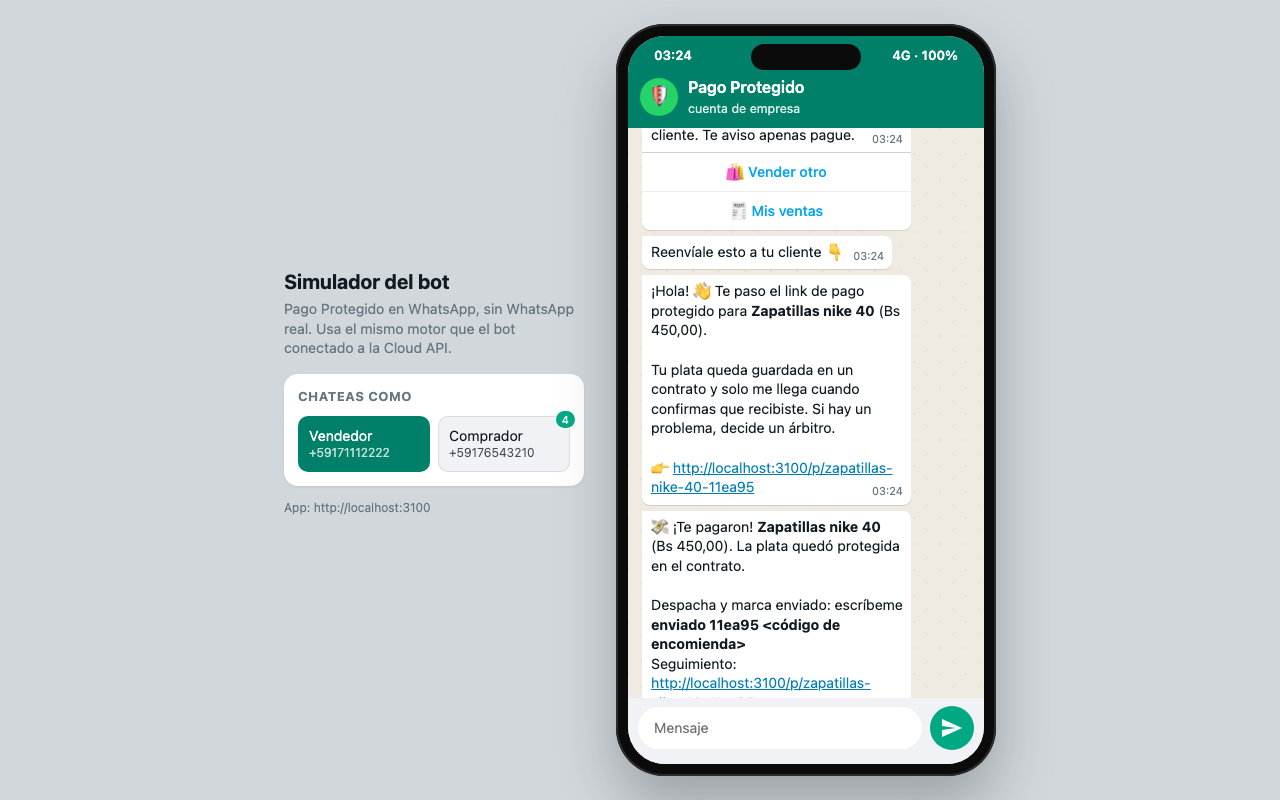 Simulador del bot
Pago Protegido en WhatsApp, sin WhatsApp
real. Usa el mismo motor que el bot
conectado a la Cloud API.
CHATEAS COMO
Vendedor
+59171112222
Comprador
+59176543210
4
App: http://localhost:3100
03:24
4G · 100%
Pago Protegido
cuenta de empresa
cliente. Te aviso apenas pague. 03:24
🛍️ Vender otro
🧾 Mis ventas
Reenvíale esto a tu cliente 👇 03:24
¡Hola! 👋 Te paso el link de pago
protegido para Zapatillas nike 40 (Bs
450,00).
Tu plata queda guardada en un
contrato y solo me llega cuando
confirmas que recibiste. Si hay un
problema, decide un árbitro.
👉 http://localhost:3100/p/zapatillas-
nike-40-11ea95 03:24
💸 ¡Te pagaron! Zapatillas nike 40
(Bs 450,00). La plata quedó protegida
en el contrato.
Despacha y marca enviado: escríbeme
enviado 11ea95 <código de
encomienda>
Seguimiento:
http://localhost:3100/p/zapatillas-
Mensaje